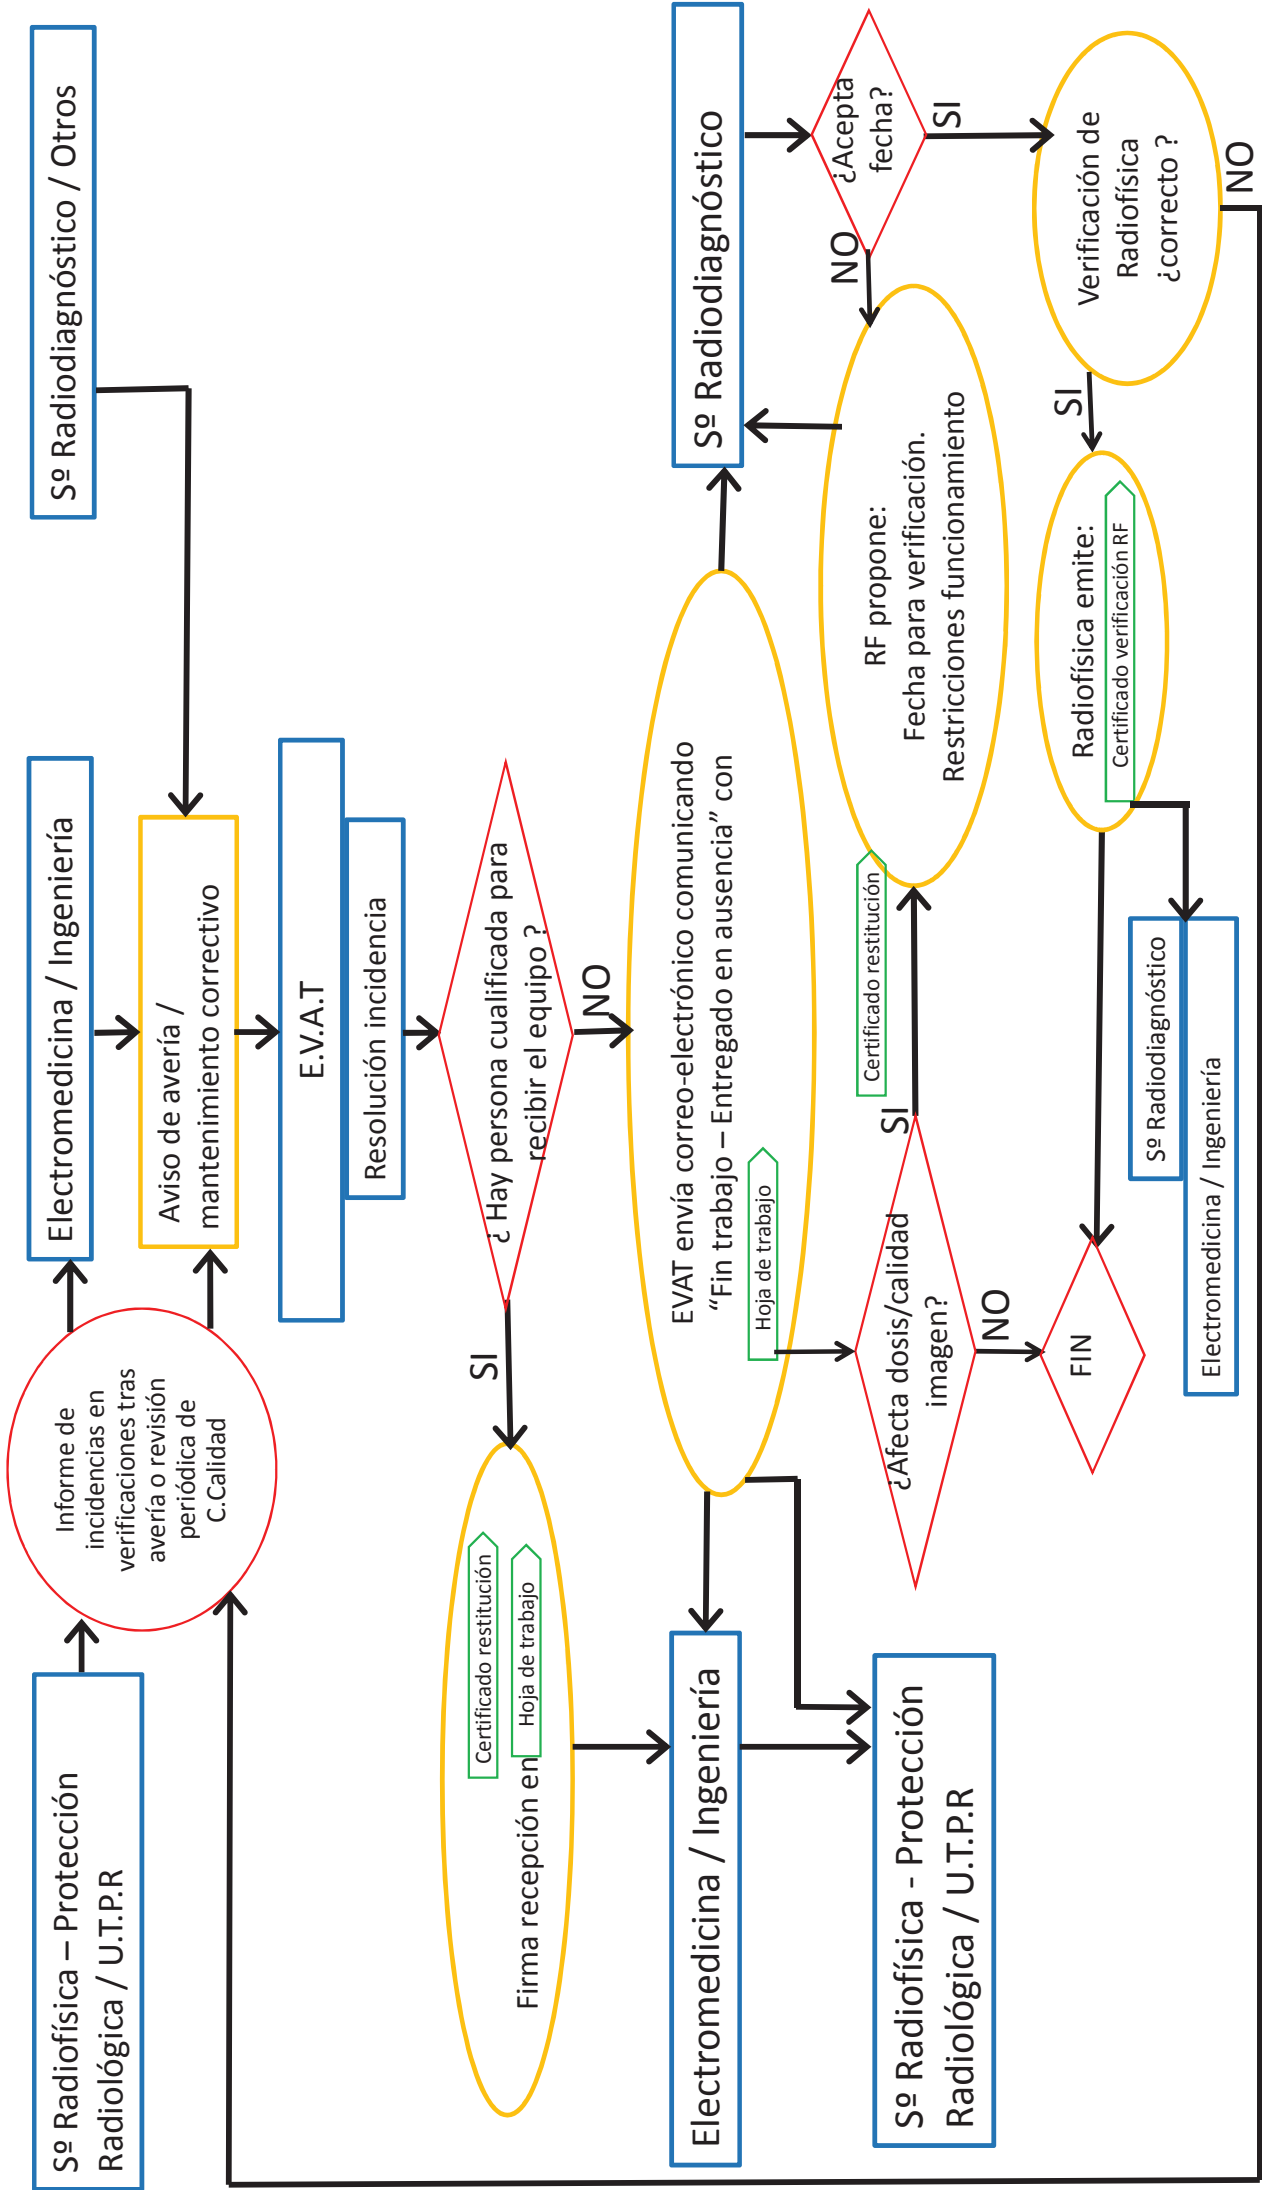 Sº Radiofísica – Protección
Radiológica / U.T.P.R
Informe de
incidencias en
verificaciones tras
avería o revisión
periódica de
C.Calidad
Electromedicina / Ingeniería
Sº Radiodiagnóstico / Otros
Aviso de avería /
mantenimiento correctivo
E.V.A.T
Resolución incidencia
¿ Hay persona cualificada para
recibir el equipo ?
SI
NO
Certificado restitución
Hoja de trabajo
Firma recepción en
EVAT envía correo-electrónico comunicando
“Fin trabajo – Entregado en ausencia” con
Hoja de trabajo
Sº Radiodiagnóstico
Electromedicina / Ingeniería
Sº Radiofísica - Protección
Radiológica / U.T.P.R
¿Afecta dosis/calidad
imagen?
SI
NO
FIN
Certificado restitución
RF propone:
Fecha para verificación.
Restricciones funcionamiento
¿Acepta
fecha?
NO
SI
Verificación de
Radiofísica
¿correcto ?
SI
NO
Radiofísica emite:
Certificado verificación RF
Sº Radiodiagnóstico
Electromedicina / Ingeniería